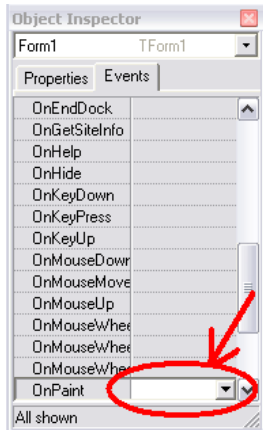 Object Inspector
Form1 TForm1
Properties Events
OnEndDock
OnGetSiteInfo
OnHelp
OnHide
OnKeyDown
OnKeyPress
OnKeyUp
OnMouseDowr
OnMouseMove
OnMouseUp
OnMouseWhee
OnMouseWhee
OnMouseWhee
OnPaint
All shown